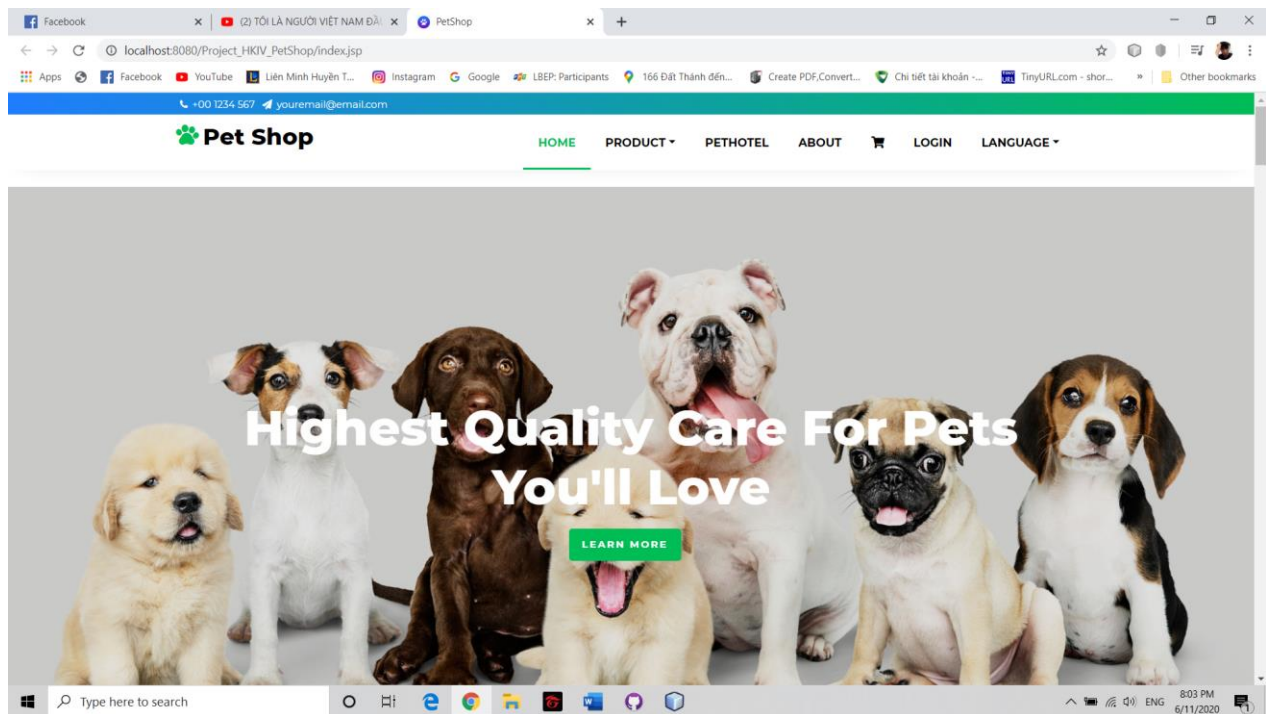 Facebook
(2) TÔI LÀ NGƯỜI VIỆT NAM ĐẦ
PetShop
localhost:8080/Project_HKIV_PetShop/index.jsp
Apps
Facebook
YouTube
Liên Minh Huyền T...
Instagram
Google
LBEP: Participants
166 Đất Thánh đến...
Create PDF,Convert...
Chi tiết tài khoản -...
TinyURL.com - shor...
»
Other bookmarks
+00 1234 567 youremail@email.com
Pet Shop
HOME PRODUCT PETHOTEL ABOUT LOGIN LANGUAGE
Highest Quality Care For Pets
You'll Love
LEARN MORE
Type here to search
ENG
8:03 PM
6/11/2020